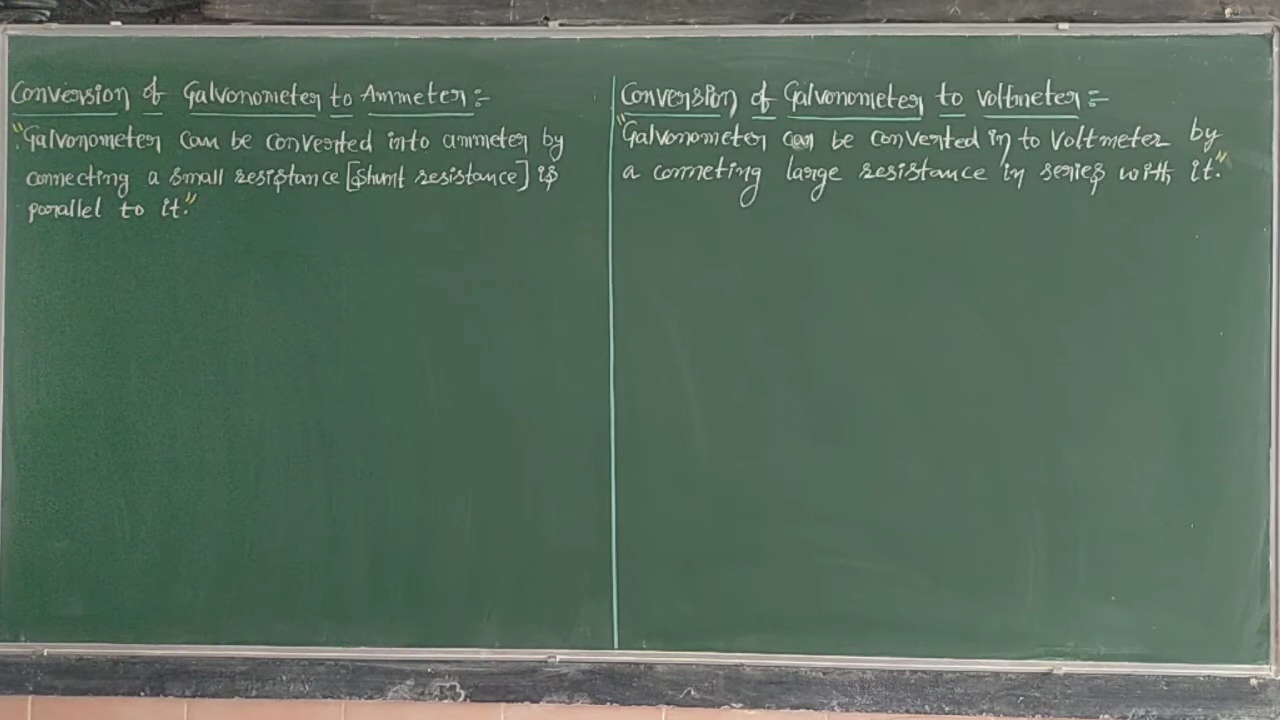 Conversion of Galvonometer to Ammeter:-
"Galvonometer can be converted into ammeter by
connecting a small resistance [shunt resistance] is
parallel to it."
Conversion of Galvonometer to voltmeter:-
"Galvonometer can be converted in to voltmeter by
a conneting large resistance in series with it."